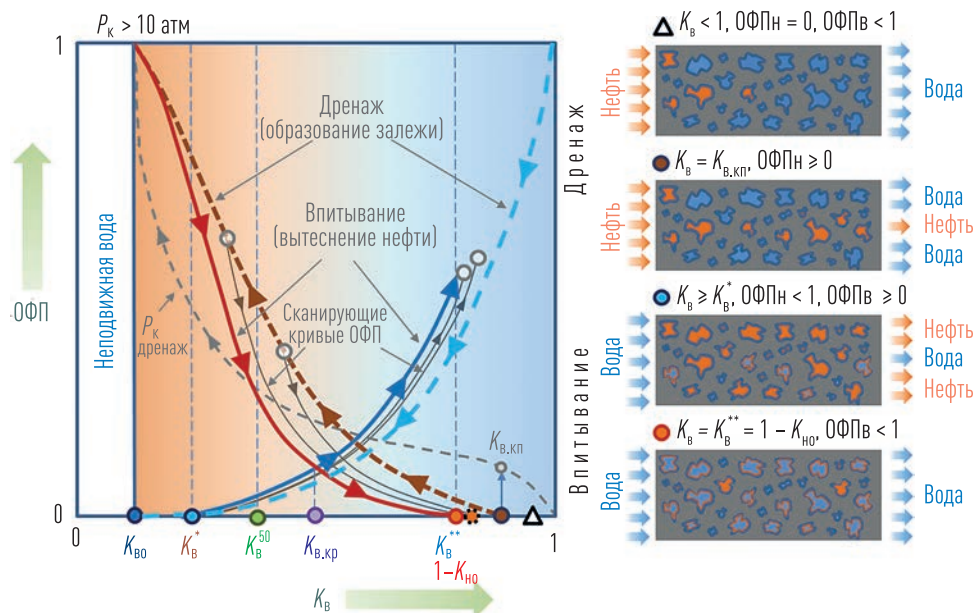 Pк > 10 атм
1
Дренаж
(образование залежи)
Впитывание
(вытеснение нефти)
Сканирующие
кривые ОФП
Неподвижная вода
Pк
дренаж
ОФП
Kв.кп
0
0
Kво
Kв*
Kв50
Kв.кр
Kв**
1–Kно
1
Kв
Дренаж
Kв < 1, ОФПн = 0, ОФПв < 1
Нефть
Вода
Kв = Kв.кп, ОФПн ⩾ 0
Нефть
Вода
Нефть
Вода
Впитывание
Kв ⩾ Kв*, ОФПн < 1, ОФПв ⩾ 0
Вода
Нефть
Вода
Нефть
Kв = Kв** = 1 – Kно, ОФПв < 1
Вода
Вода